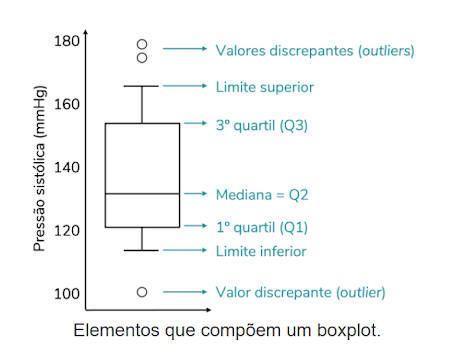 180
160
140
120
100
Pressão sistólica (mmHg)
Valores discrepantes (outliers)
Limite superior
3º quartil (Q3)
Mediana = Q2
1º quartil (Q1)
Limite inferior
Valor discrepante (outlier)
Elementos que compõem um boxplot.